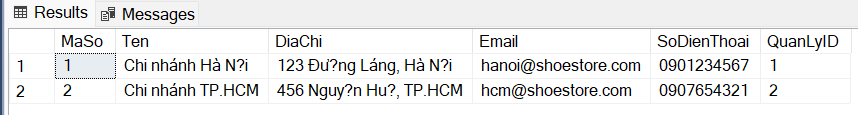 Results Messages
MaSo Ten DiaChi Email SoDienThoai QuanLyID
1 1 Chi nhánh Hà N?i 123 Đu?ng Láng, Hà N?i hanoi@shoestore.com 0901234567 1
2 2 Chi nhánh TP.HCM 456 Nguy?n Hu?, TP.HCM hcm@shoestore.com 0907654321 2